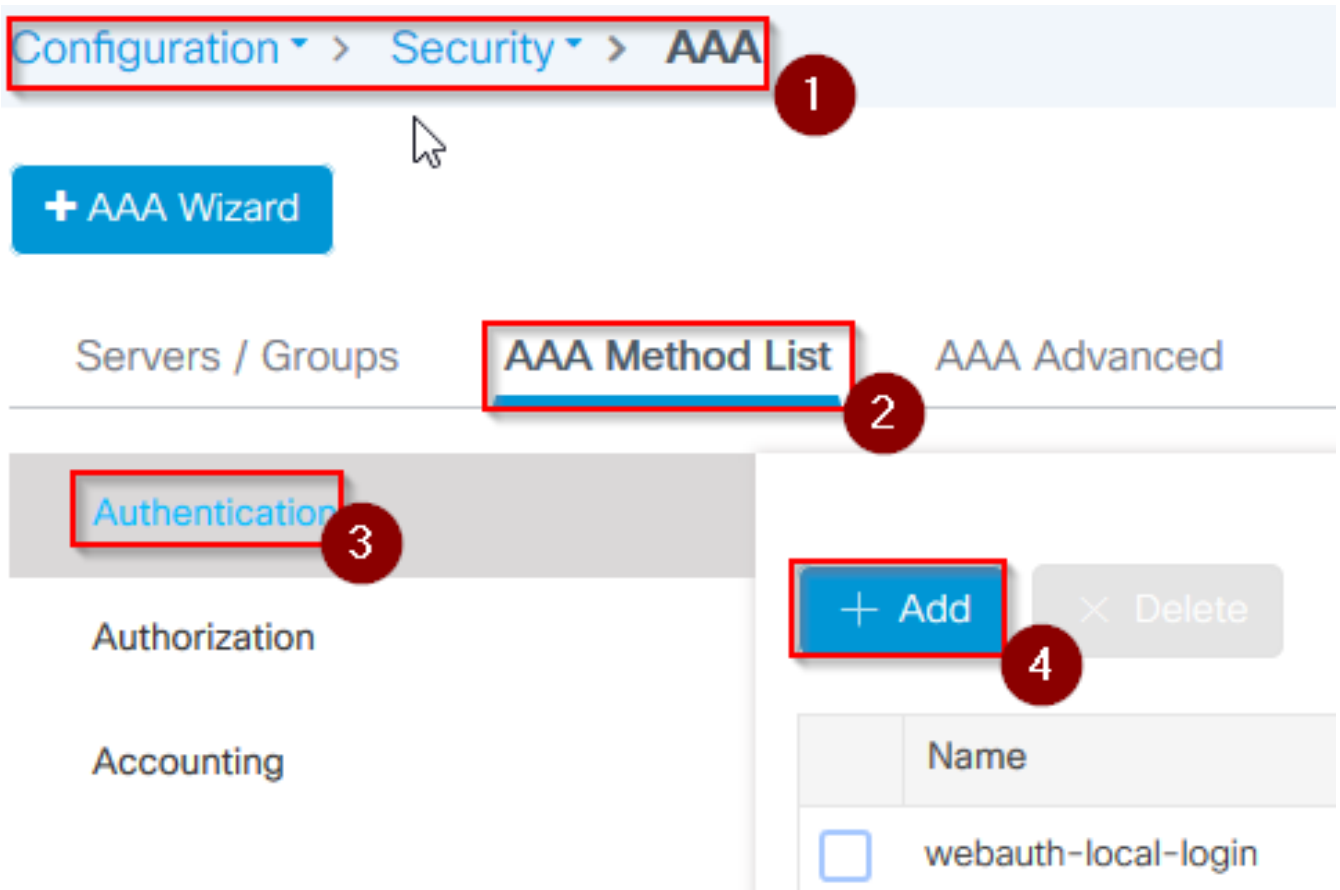 Configuration > Security > AAA
1
+ AAA Wizard
Servers / Groups AAA Method List AAA Advanced
2
Authentication
3
+ Add × Delete
4
Authorization
Accounting
Name
webauth-local-login